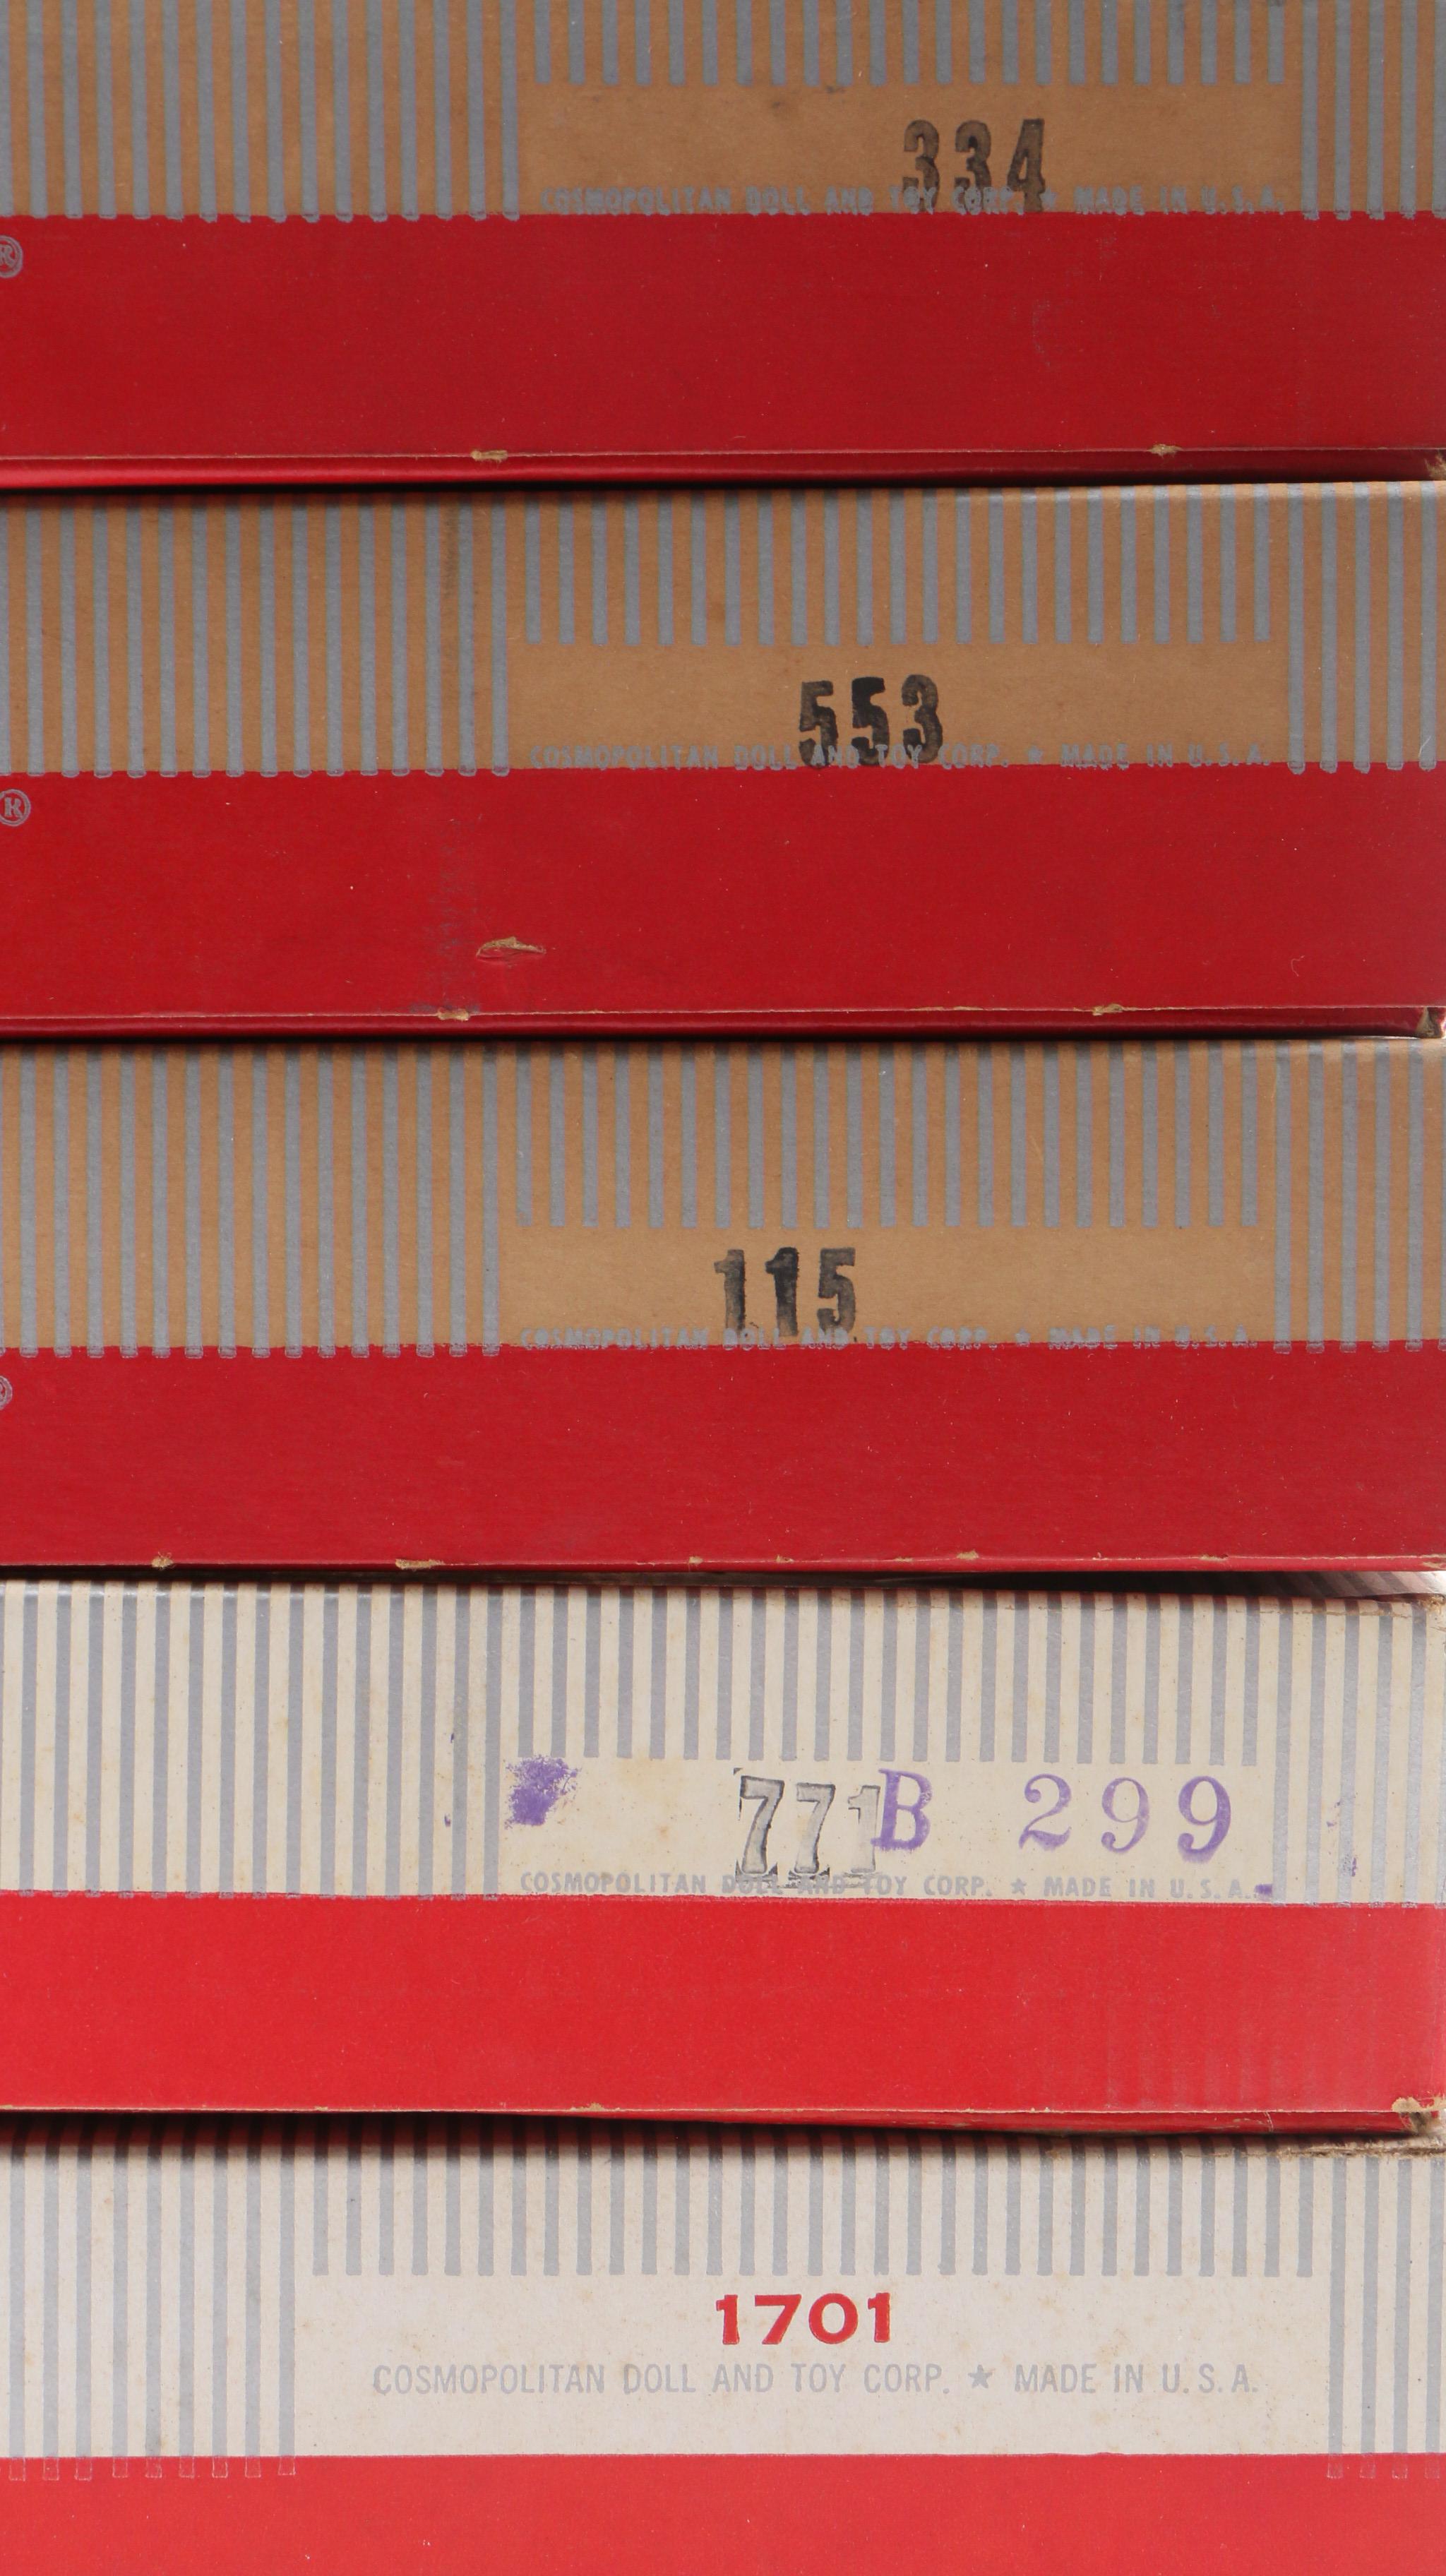 334
COSMOPOLITAN DOLL AND TOY CORP. ★ MADE IN U.S.A.
®
553
COSMOPOLITAN DOLL AND TOY CORP. ★ MADE IN U.S.A.
®
115
COSMOPOLITAN DOLL AND TOY CORP. ★ MADE IN U.S.A.
®
771B 299
COSMOPOLITAN DOLL AND TOY CORP. ★ MADE IN U.S.A.
1701
COSMOPOLITAN DOLL AND TOY CORP. ★ MADE IN U.S.A.